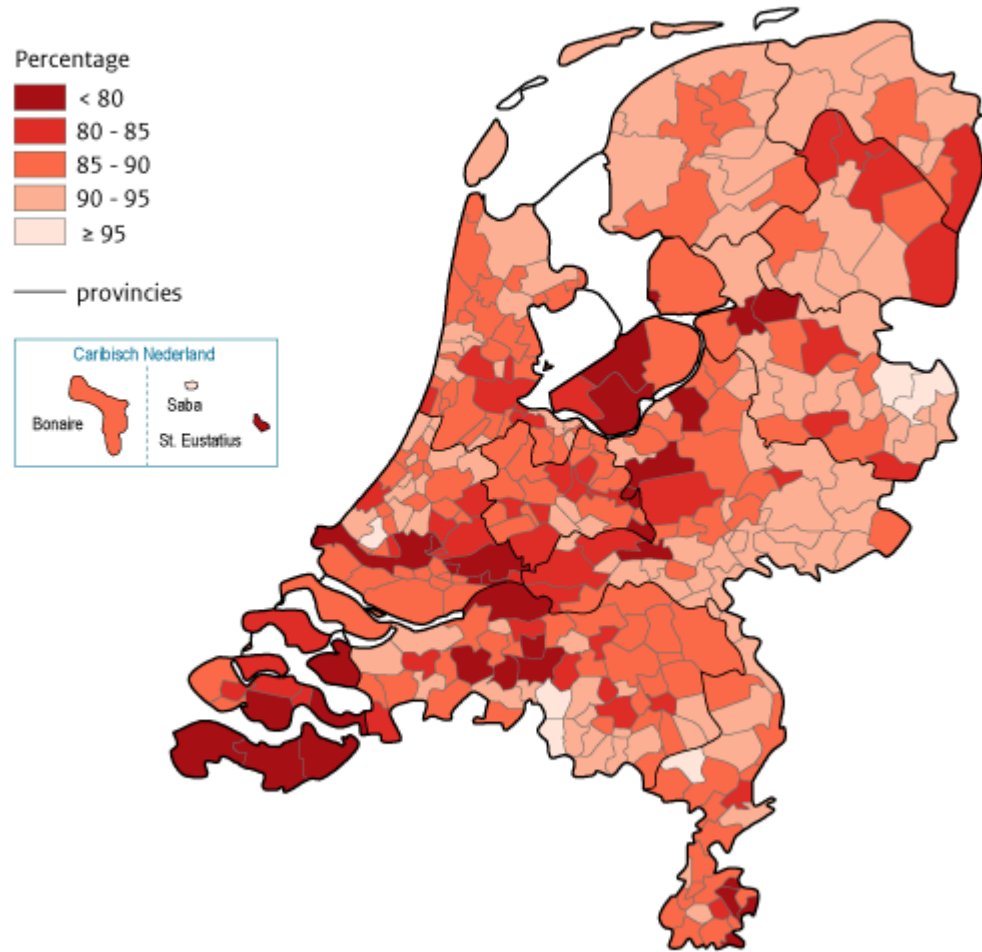 Percentage
< 80
80 - 85
85 - 90
90 - 95
≥ 95
provincies
Caribisch Nederland
Bonaire
Saba
St. Eustatius